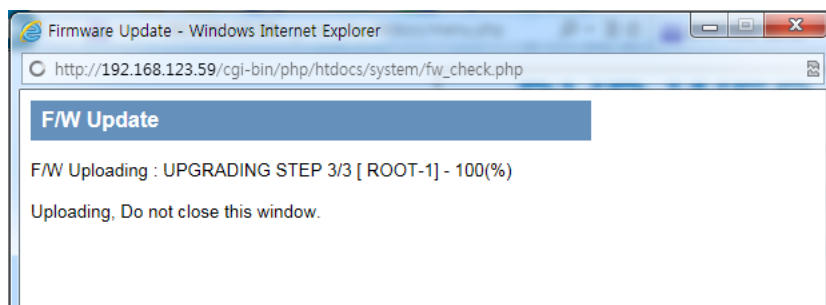 Firmware Update - Windows Internet Explorer
http://192.168.123.59/cgi-bin/php/htdocs/system/fw_check.php
F/W Update
F/W Uploading : UPGRADING STEP 3/3 [ ROOT-1] - 100(%)
Uploading, Do not close this window.